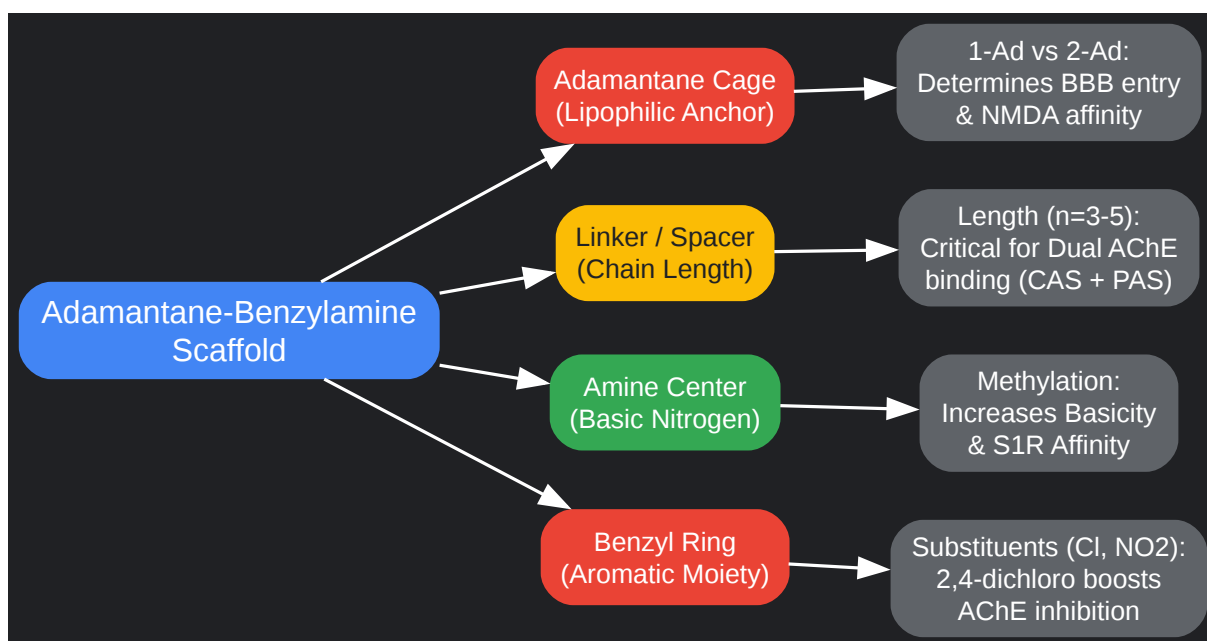 Adamantane-Benzylamine
Scaffold
Adamantane Cage
(Lipophilic Anchor)
1-Ad vs 2-Ad:
Determines BBB entry
& NMDA affinity
Linker / Spacer
(Chain Length)
Length (n=3-5):
Critical for Dual AChE
binding (CAS + PAS)
Amine Center
(Basic Nitrogen)
Methylation:
Increases Basicity
& S1R Affinity
Benzyl Ring
(Aromatic Moiety)
Substituents (Cl, NO2):
2,4-dichloro boosts
AChE inhibition